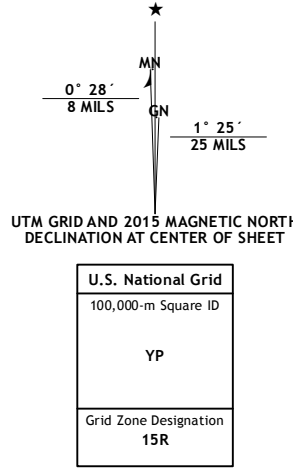 MN
0° 28´
8 MILS
GN
1° 25´
25 MILS
UTM GRID AND 2015 MAGNETIC NORTH
DECLINATION AT CENTER OF SHEET
U.S. National Grid
100,000-m Square ID
YP
Grid Zone Designation
15R